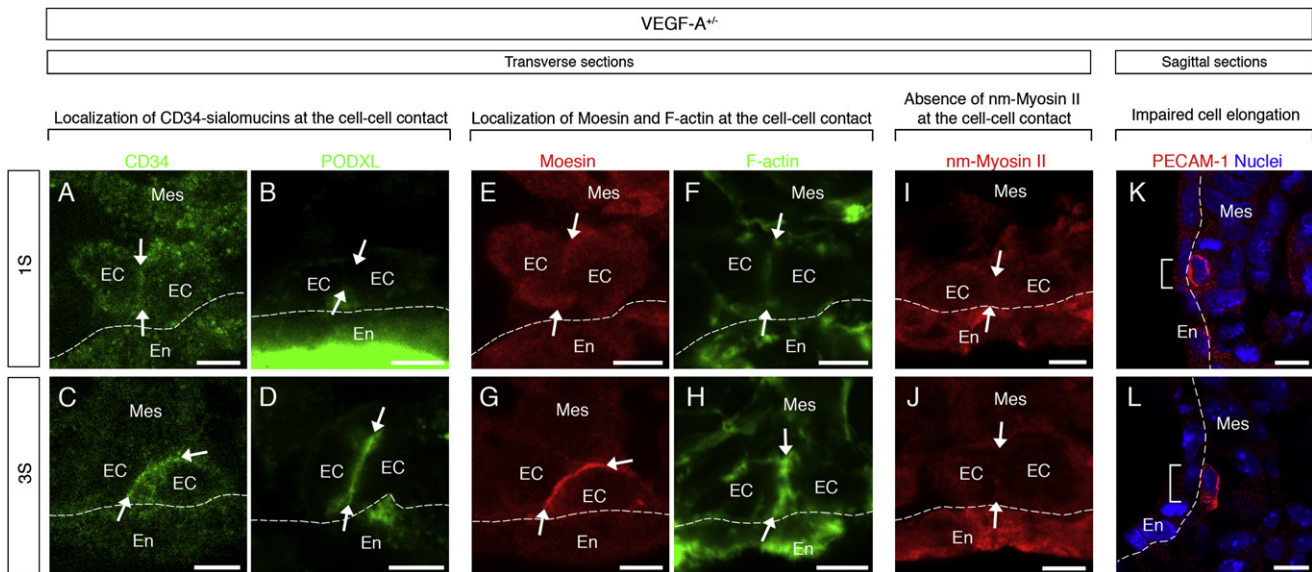 VEGF-A+/-
Transverse sections
Sagittal sections
Localization of CD34-sialomucins at the cell-cell contact
Localization of Moesin and F-actin at the cell-cell contact
Absence of nm-Myosin II
at the cell-cell contact
Impaired cell elongation
CD34
PODXL
Moesin
F-actin
nm-Myosin II
PECAM-1 Nuclei
1S
A
Mes
EC
EC
En
B
Mes
EC
EC
En
E
Mes
EC
EC
En
F
Mes
EC
EC
En
I
Mes
EC
EC
En
K
Mes
En
3S
C
Mes
EC
EC
En
D
Mes
EC
EC
En
G
Mes
EC
EC
En
H
Mes
EC
EC
En
J
Mes
EC
EC
En
L
Mes
En